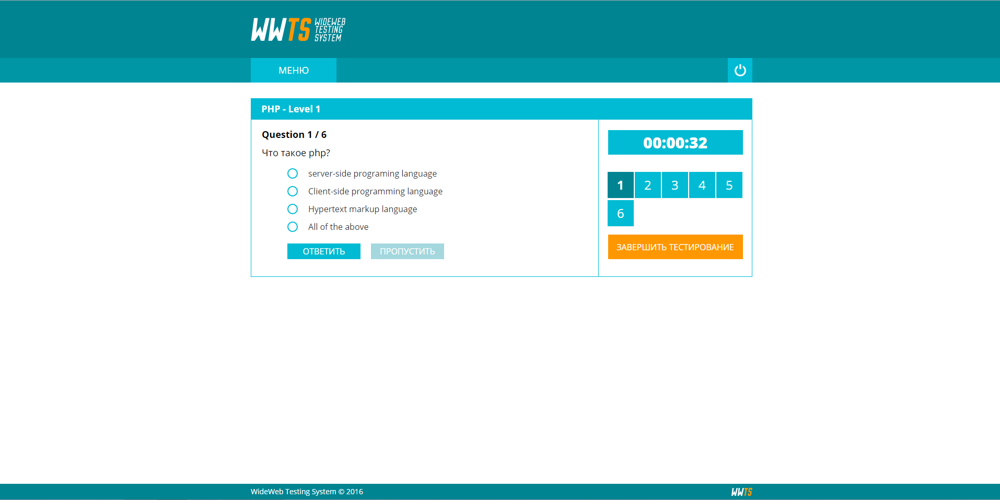 WWTS WIDEWEB
TESTING
SYSTEM
МЕНЮ
PHP - Level 1
Question 1 / 6
Что такое php?
server-side programing language
Client-side programming language
Hypertext markup language
All of the above
ОТВЕТИТЬ ПРОПУСТИТЬ
00:00:32
1 2 3 4 5
6
ЗАВЕРШИТЬ ТЕСТИРОВАНИЕ
WideWeb Testing System © 2016 WWTS